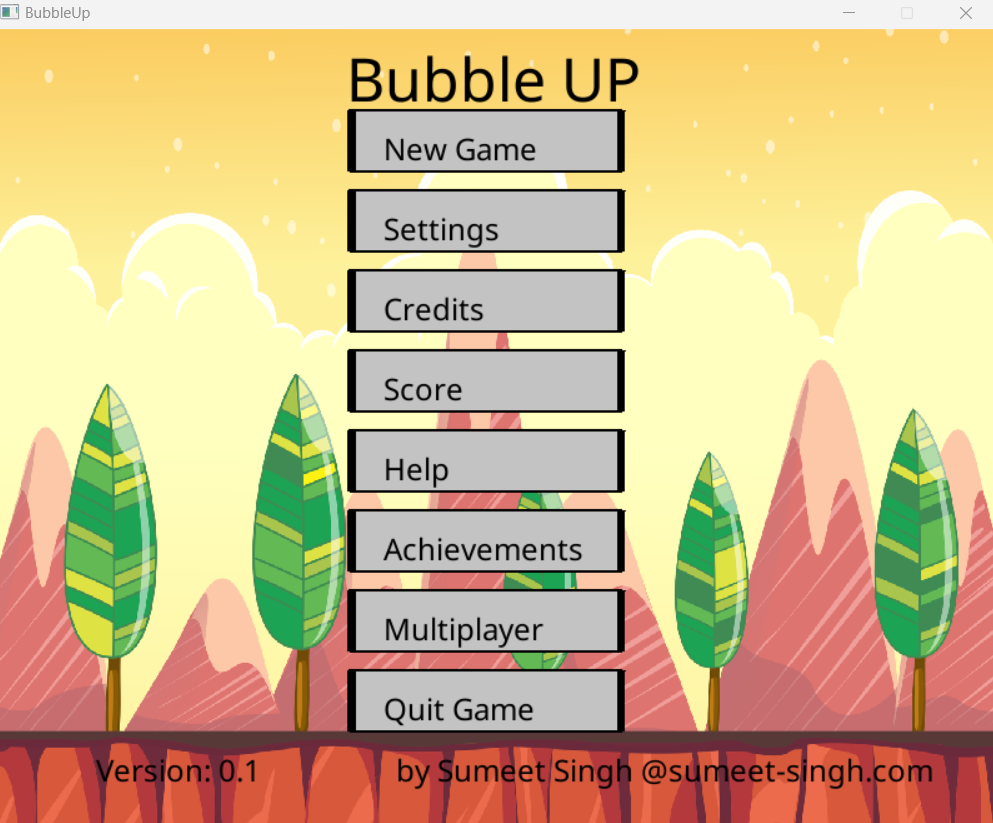 BubbleUp
Bubble UP
New Game
Settings
Credits
Score
Help
Achievements
Multiplayer
Quit Game
Version: 0.1
by Sumeet Singh @sumeet-singh.com